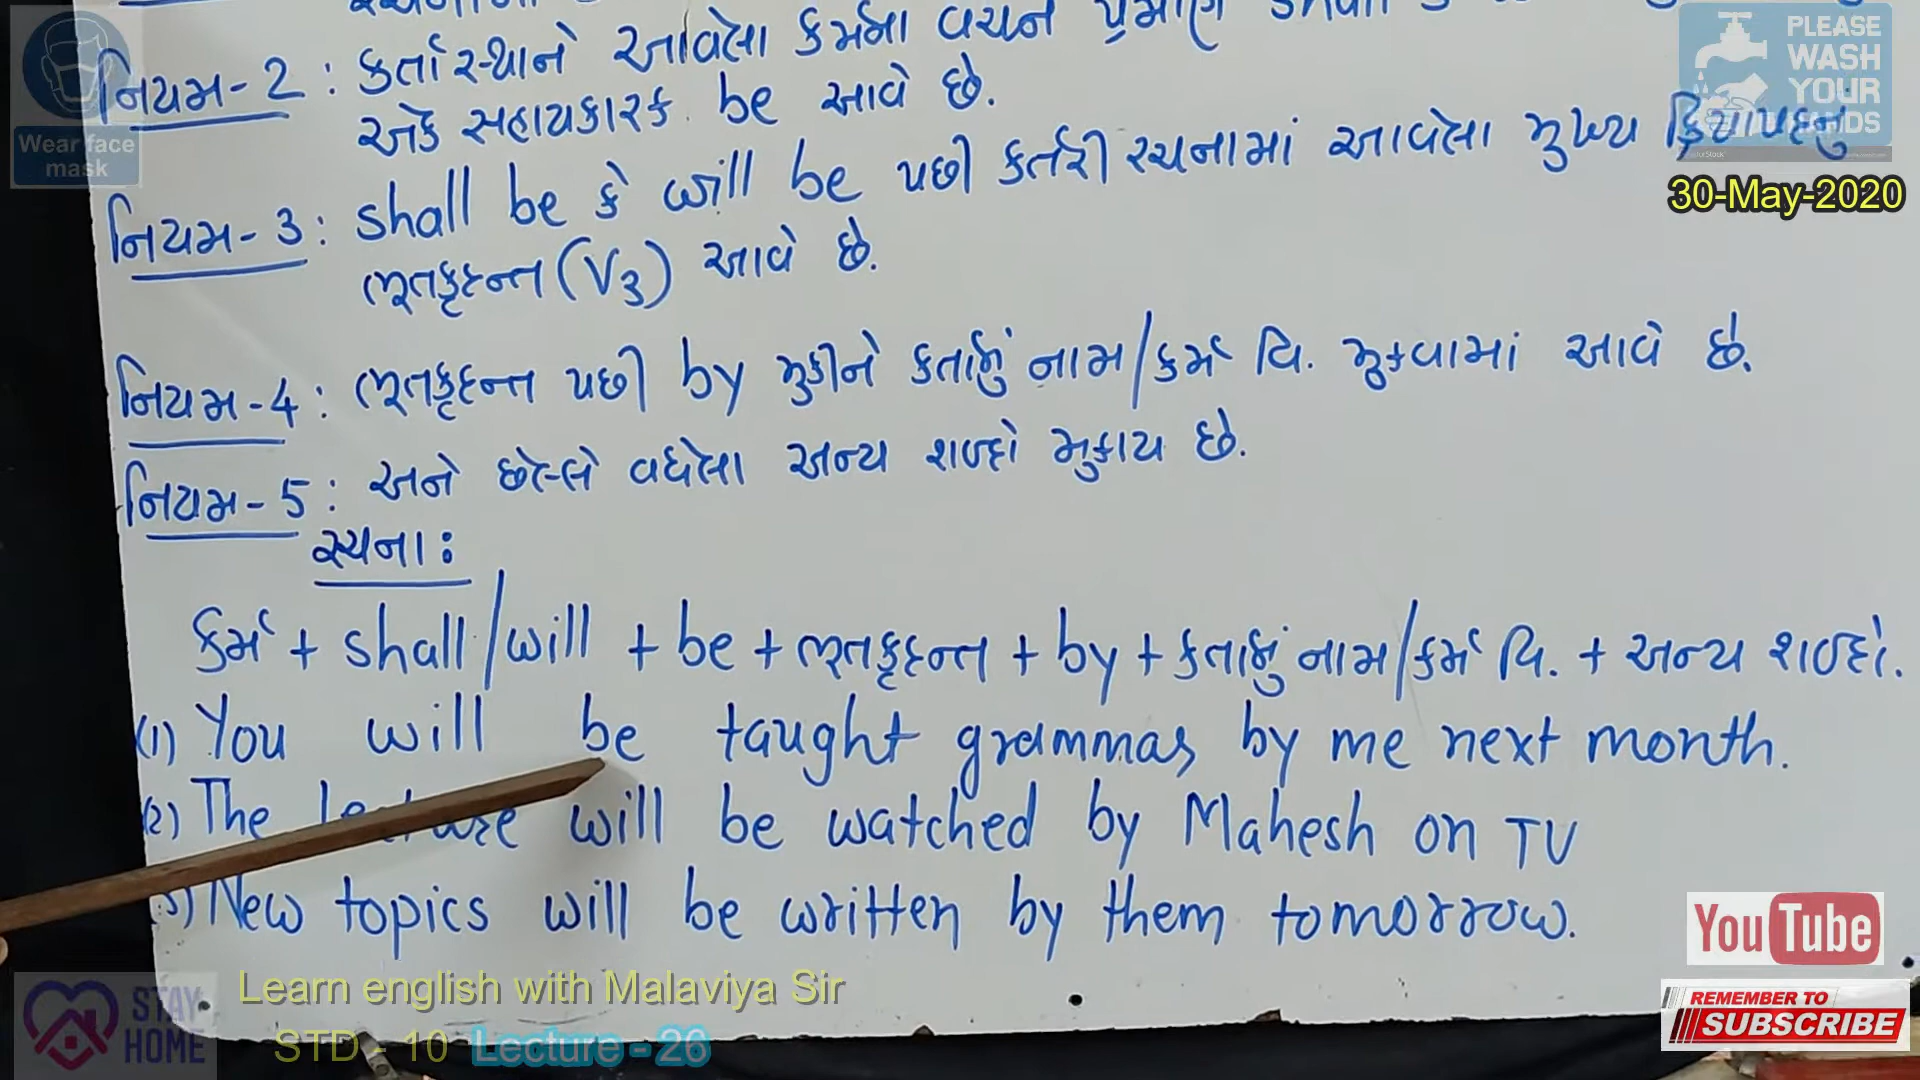 નિયમ-2 : કર્તાસ્થાને આવેલા કર્મના વચન પ્રમાણે shall કે
અને સહાયકારક be આવે છે.
નિયમ-3 : shall be કે will be પછી કર્તરી રચનામાં આવેલા મુખ્ય ક્રિયાપદનું
ભૂતકૃદન્ત (V3) આવે છે.
નિયમ-4 : ભૂતકૃદન્ત પછી by મુકીને કર્તાનું નામ/કર્મ વિ. મુકવામાં આવે છે.
નિયમ-5 : અને છેલ્લે વધેલા અન્ય શબ્દો મુકાય છે.
રચના :
કર્મ + shall/will + be + ભૂતકૃદન્ત + by + કર્તાનું નામ/કર્મ વિ. + અન્ય શબ્દો.
(1) You will be taught grammar by me next month.
(2) The lecture will be watched by Mahesh on TV
3) New topics will be written by them tomorrow.
Wear face
mask
PLEASE
WASH
YOUR
HANDS
30-May-2020
STAY
HOME
Learn english with Malaviya Sir
STD - 10 Lecture - 26
YouTube
REMEMBER TO
SUBSCRIBE